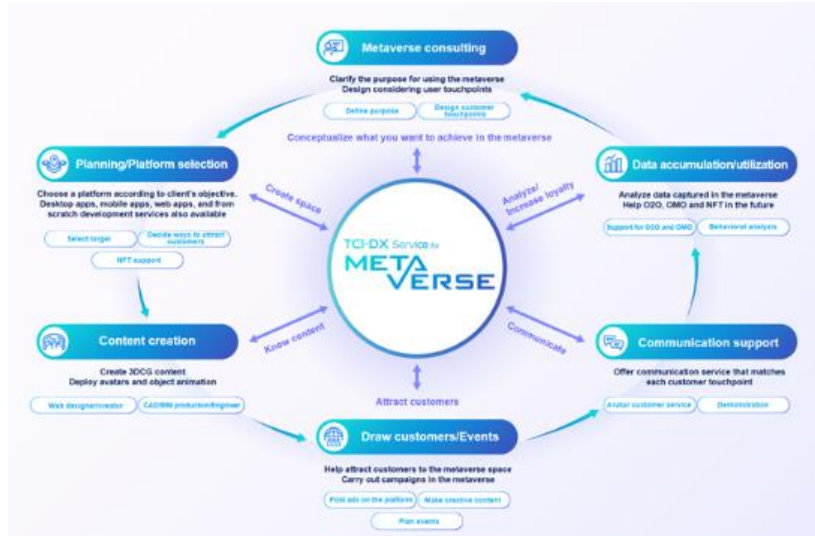 Metaverse consulting
Clarify the purpose for using the metaverse
Design considering user touchpoints
Define purpose
Design customer
touchpoints
Conceptualize what you want to achieve in the metaverse
Planning/Platform selection
Choose a platform according to client's objective.
Desktop apps, mobile apps, web apps, and from
scratch development services also available
Select target
Decide ways to attract
customers
NFT support
Create space
Analyze/
Increase loyalty
Data accumulation/utilization
Analyze data captured in the metaverse
Help O2O, OMO and NFT in the future
Support for O2O and OMO
Behavioral analysis
TCI-DX Service for
META
VERSE
Content creation
Create 3DCG content
Deploy avatars and object animation
Web designer/creator
CAD/BIM production/Engineer
Know content
Communicate
Communication support
Offer communication service that matches
each customer touchpoint
Avatar customer service
Demonstration
Attract customers
Draw customers/Events
Help attract customers to the metaverse space
Carry out campaigns in the metaverse
Post ads on the platform
Make creative content
Plan events